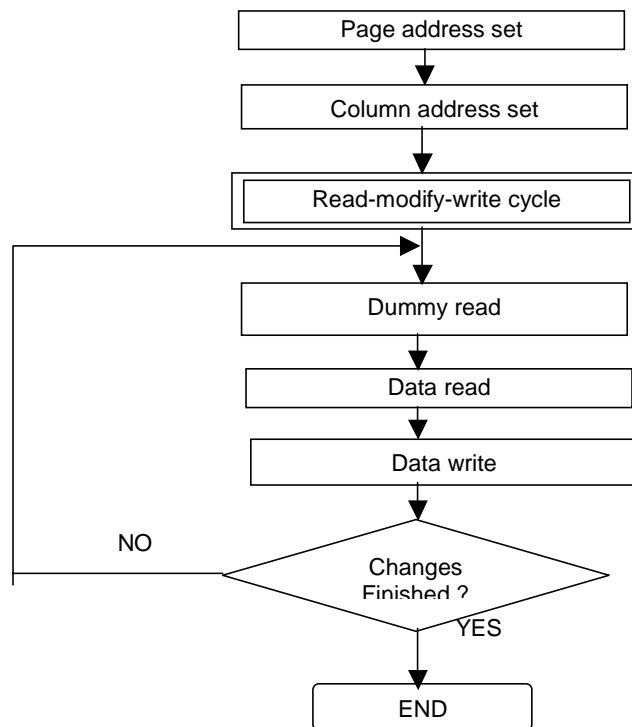 Page address set
Column address set
Read-modify-write cycle
Dummy read
Data read
Data write
NO
Changes
Finished ?
YES
END